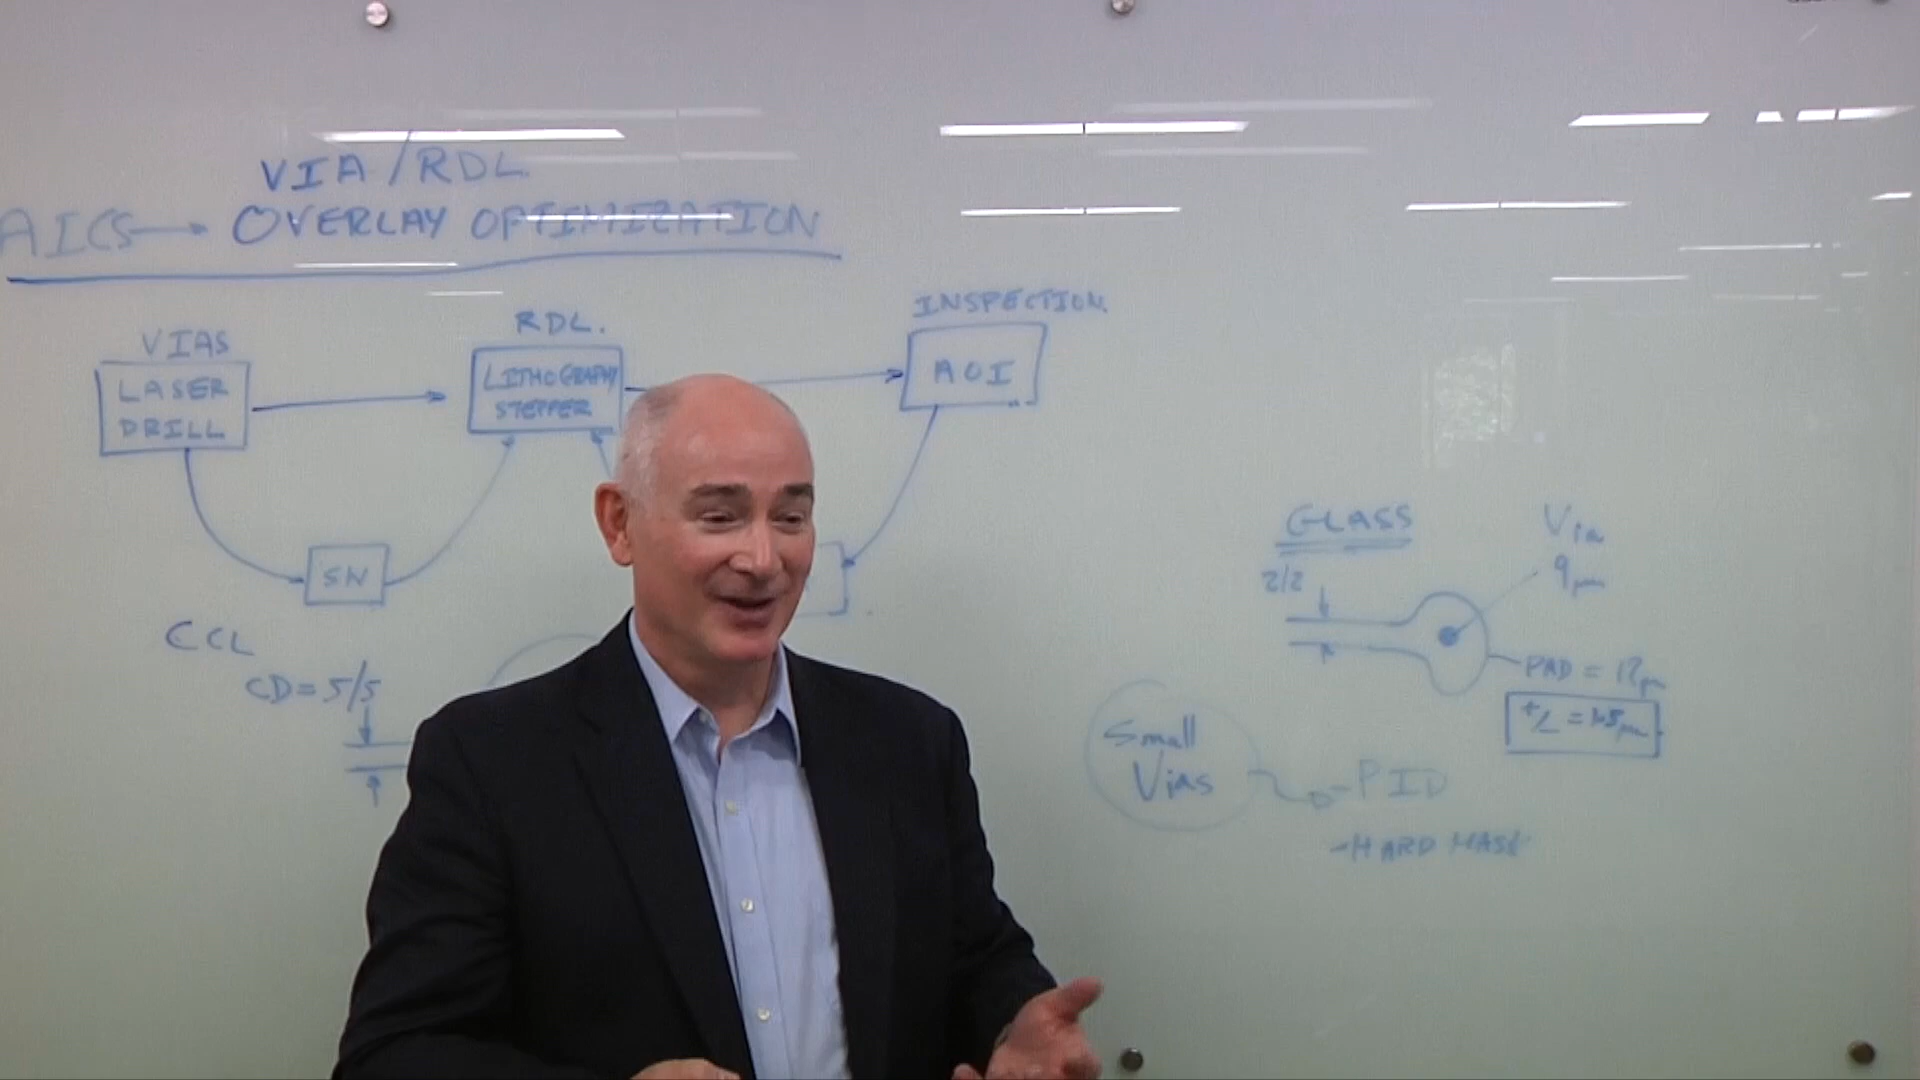 VIA/RDL
AICS→ OVERLAY OPTIMIZATION
VIAS
LASER
DRILL
RDL.
LITHOGRAPHY
STEPPER
INSPECTION.
AOI
SN
CCL
CD=5/5
GLASS
2/2
Via
9μm
PAD = 12μm
Small
Vias
-PID
-HARD MASK